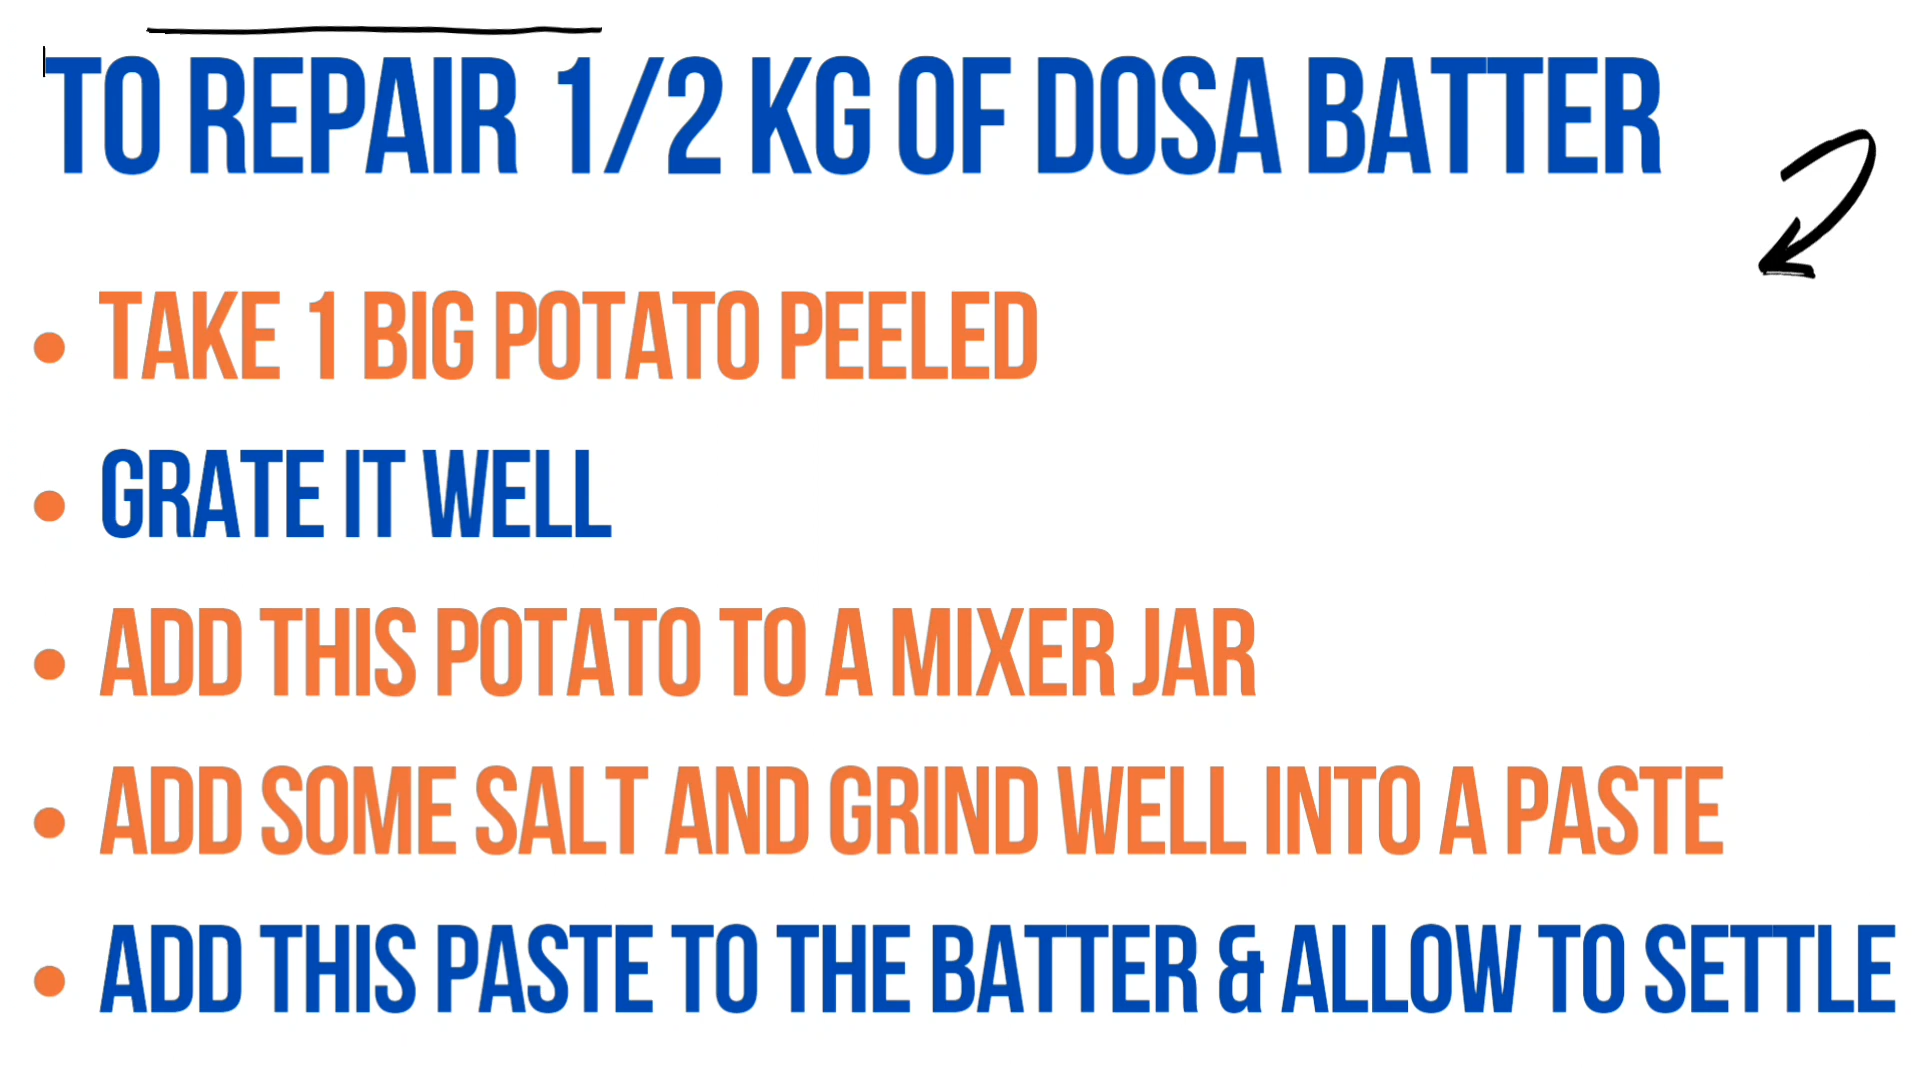 TO REPAIR 1/2 KG OF DOSA BATTER
• TAKE 1 BIG POTATO PEELED
• GRATE IT WELL
• ADD THIS POTATO TO A MIXER JAR
• ADD SOME SALT AND GRIND WELL INTO A PASTE
• ADD THIS PASTE TO THE BATTER & ALLOW TO SETTLE